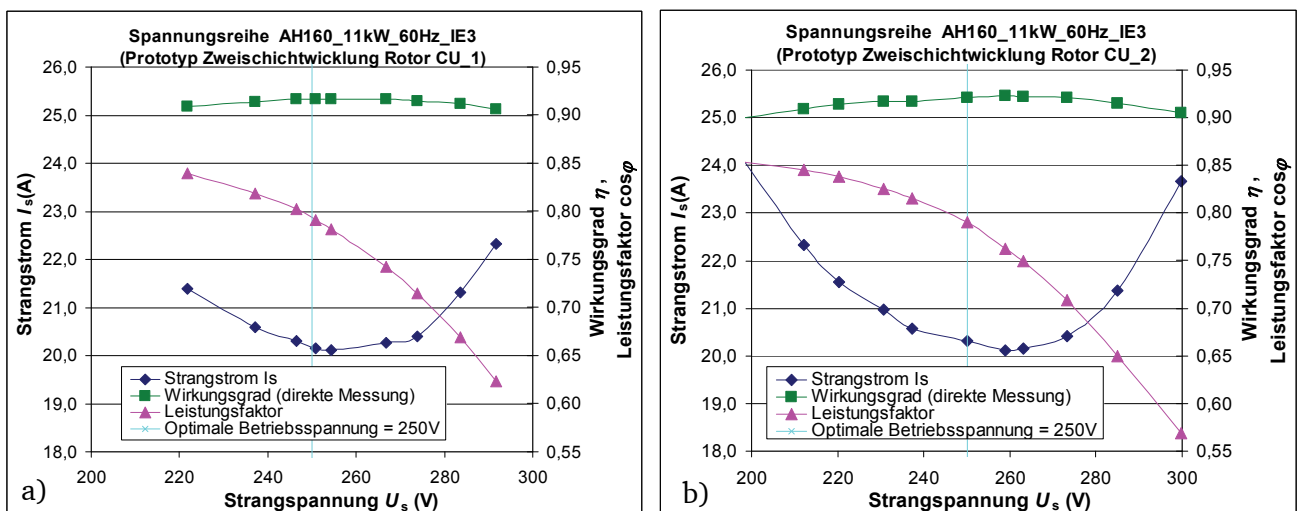 Spannungsreihe AH160_11kW_60Hz_IE3
(Prototyp Zweischichtwicklung Rotor CU_1)
26,0
25,0
24,0
23,0
22,0
21,0
20,0
19,0
18,0
Strangstrom Is(A)
0,95
0,90
0,85
0,80
0,75
0,70
0,65
0,60
0,55
Wirkungsgrad η ,
Leistungsfaktor cosφ
Strangstrom Is
Wirkungsgrad (direkte Messung)
Leistungsfaktor
Optimale Betriebsspannung = 250V
200 220 240 260 280 300
Strangspannung Us (V)
a)
Spannungsreihe AH160_11kW_60Hz_IE3
(Prototyp Zweischichtwicklung Rotor CU_2)
26,0
25,0
24,0
23,0
22,0
21,0
20,0
19,0
18,0
Strangstrom Is(A)
0,95
0,90
0,85
0,80
0,75
0,70
0,65
0,60
0,55
Wirkungsgrad η ,
Leistungsfaktor cosφ
Strangstrom Is
Wirkungsgrad (direkte Messung)
Leistungsfaktor
Optimale Betriebsspannung = 250V
200 220 240 260 280 300
Strangspannung Us (V)
b)